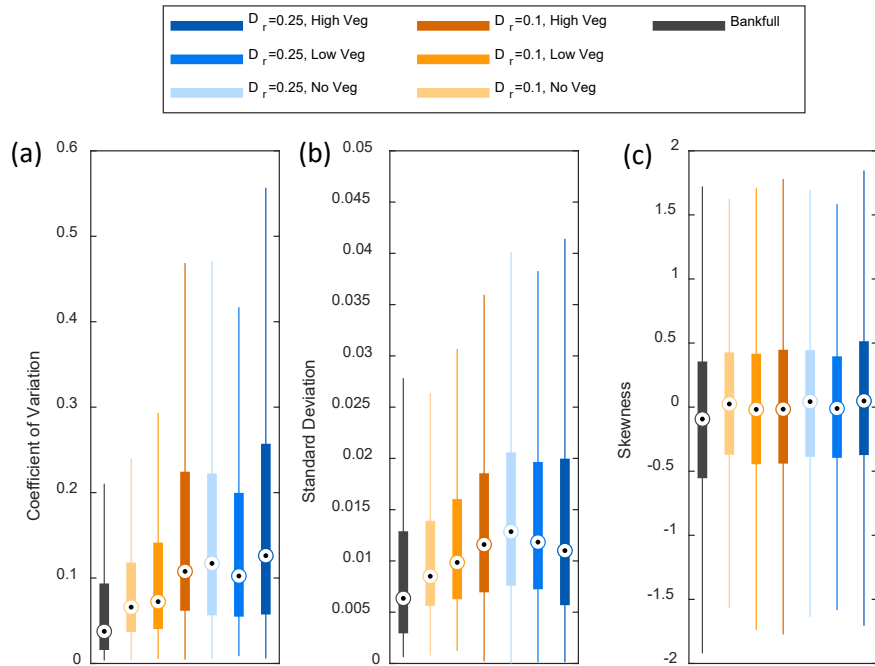 D r=0.25, High Veg
D r=0.1, High Veg
Bankfull
D r=0.25, Low Veg
D r=0.1, Low Veg
D r=0.25, No Veg
D r=0.1, No Veg
(a)
0.6
0.5
0.4
0.3
0.2
0.1
0
Coefficient of Variation
(b)
0.05
0.045
0.04
0.035
0.03
0.025
0.02
0.015
0.01
0.005
0
Standard Deviation
(c)
2
1.5
1
0.5
0
-0.5
-1
-1.5
-2
Skewness